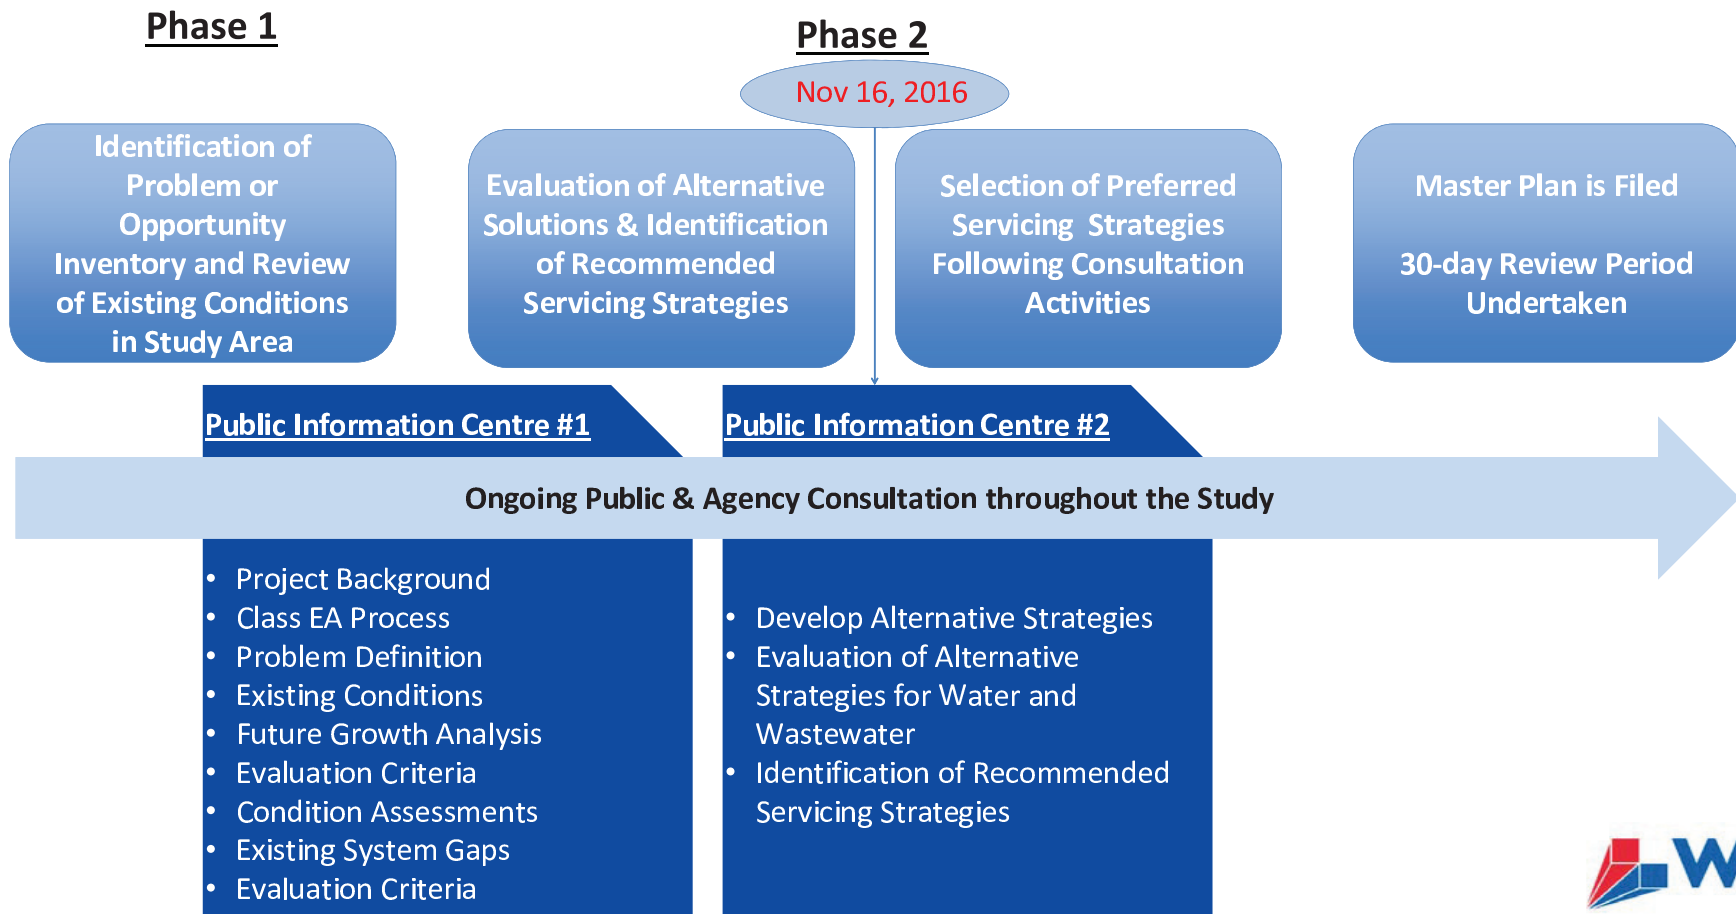 Phase 1
Phase 2
Nov 16, 2016
Identification of
Problem or
Opportunity
Inventory and Review
of Existing Conditions
in Study Area
Evaluation of Alternative
Solutions & Identification
of Recommended
Servicing Strategies
Selection of Preferred
Servicing Strategies
Following Consultation
Activities
Master Plan is Filed
30-day Review Period
Undertaken
Public Information Centre #1
Public Information Centre #2
Ongoing Public & Agency Consultation throughout the Study
• Project Background
• Class EA Process
• Problem Definition
• Existing Conditions
• Future Growth Analysis
• Evaluation Criteria
• Condition Assessments
• Existing System Gaps
• Evaluation Criteria
• Develop Alternative Strategies
• Evaluation of Alternative
Strategies for Water and
Wastewater
• Identification of Recommended
Servicing Strategies
W